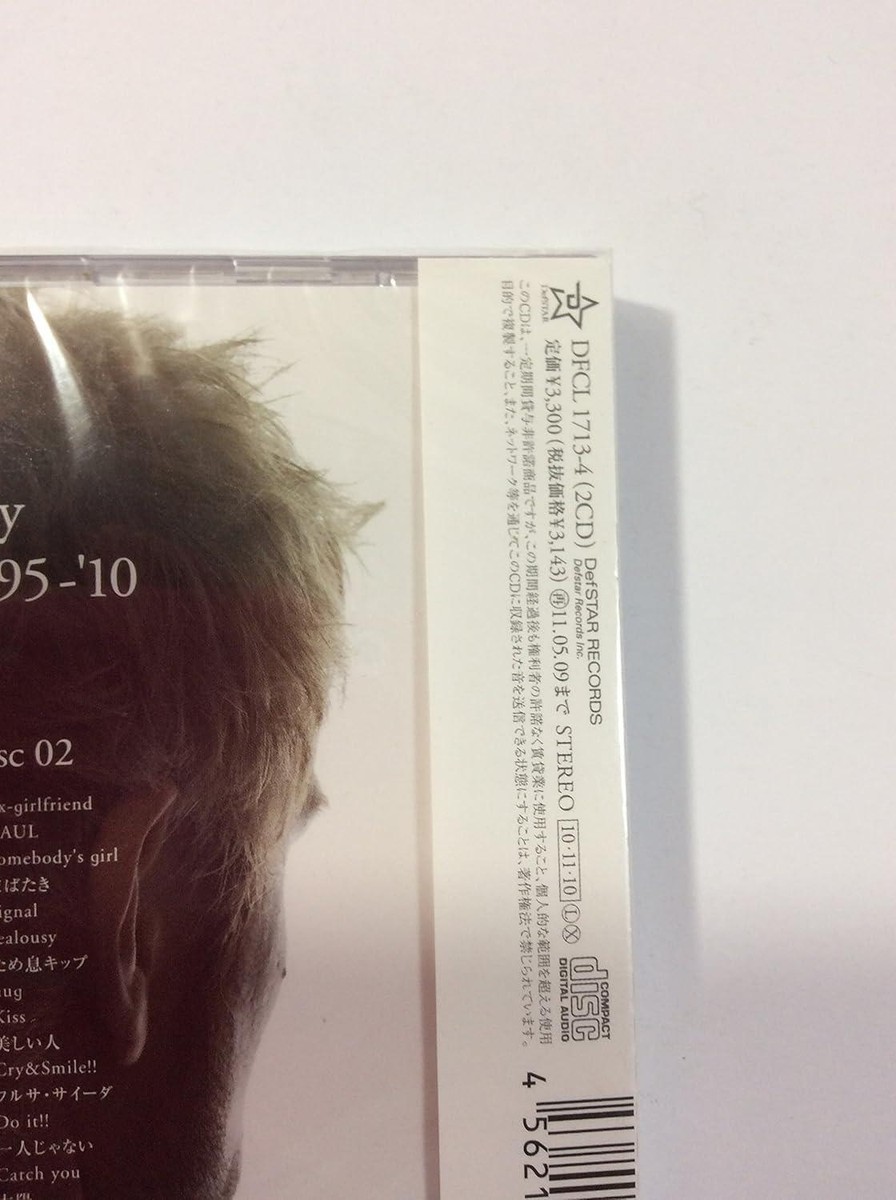 y
95-'10
sc 02
x-girlfriend
AUL
omebody's girl
ばたき
ignal
ealousy
ため息キップ
ug
Kiss
美しい人
Cry&Smile!!
フルサ・サイーダ
Do it!!
一人じゃない
Catch you
DefSTAR
DFCL 1713-4 (2CD)
DefSTAR RECORDS
Defstar Records Inc.
定価¥3,300(税抜価格¥3,143) 再11.05.09まで STEREO 10・11・10 Ⓛ Ⓧ
COMPACT
disc
DIGITAL AUDIO
このCDは、一定期間貸与非許諾商品ですが、この期間経過後も権利者の許諾なく賃貸業に使用すること、個人的な範囲を超える使用
目的で複製すること、また、ネットワーク等を通じてこのCDに収録された音を送信できる状態にすることは、著作権法で禁じられています。
4 5621